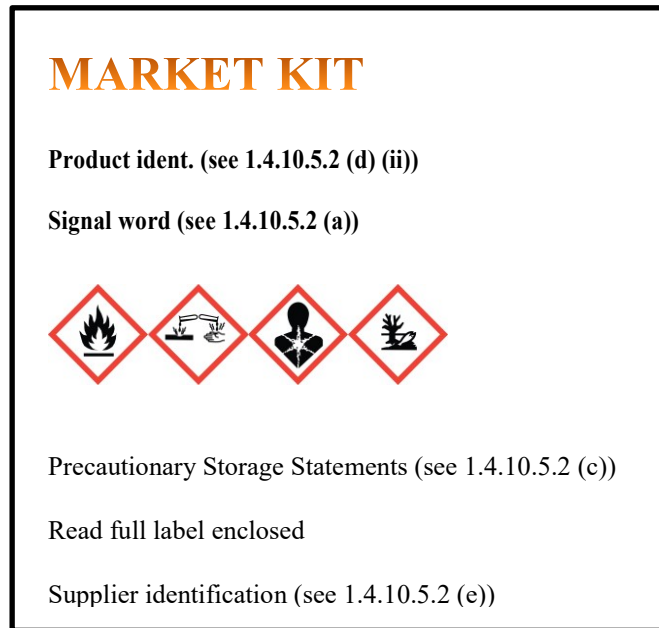 MARKET KIT
Product ident. (see 1.4.10.5.2 (d) (ii))
Signal word (see 1.4.10.5.2 (a))
Precautionary Storage Statements (see 1.4.10.5.2 (c))
Read full label enclosed
Supplier identification (see 1.4.10.5.2 (e))